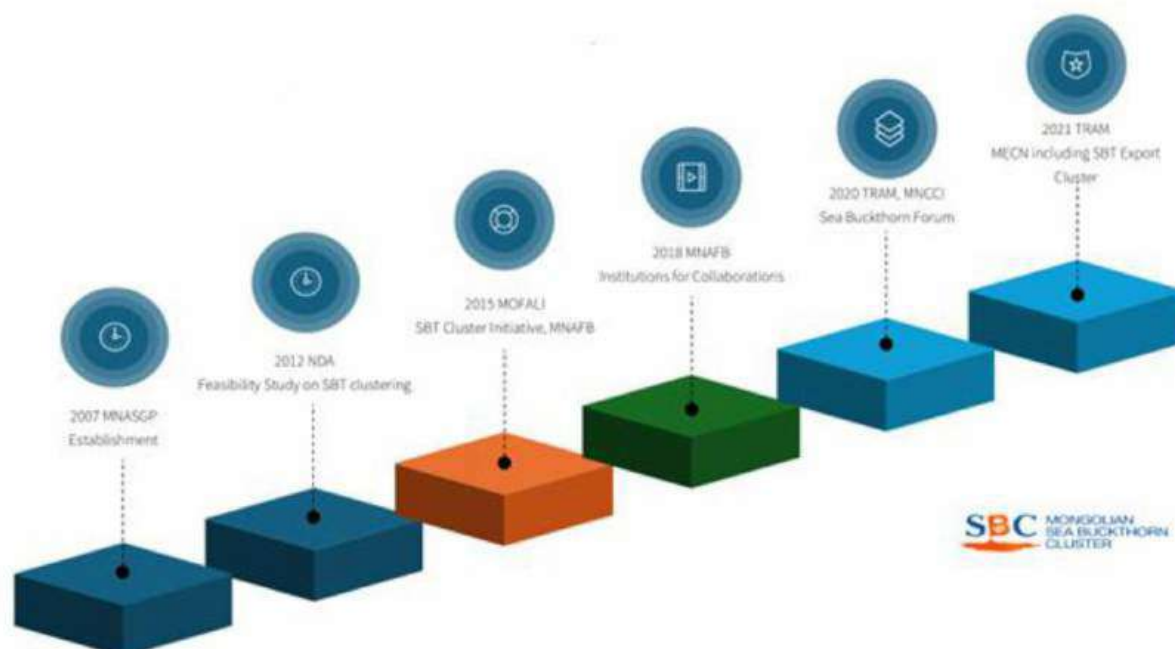 2007 MNASGP
Establishment
2012 NDA
Feasibility Study on SBT clustering
2015 MOFALI
SBT Cluster Initiative, MNAFB
2018 MNAFB
Institutions for Collaborations
2020 TRAM, MNCCI
Sea Buckthorn Forum
2021 TRAM
MECN including SBT Export
Cluster
SBC MONGOLIAN
SEA BUCKTHORN
CLUSTER